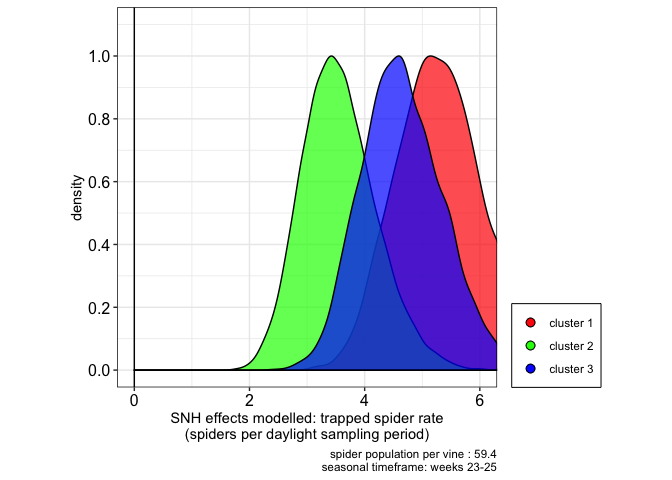 1.0
0.8
0.6
0.4
0.2
0.0
density
0 2 4 6
SNH effects modelled: trapped spider rate
(spiders per daylight sampling period)
cluster 1
cluster 2
cluster 3
spider population per vine : 59.4
seasonal timeframe: weeks 23-25